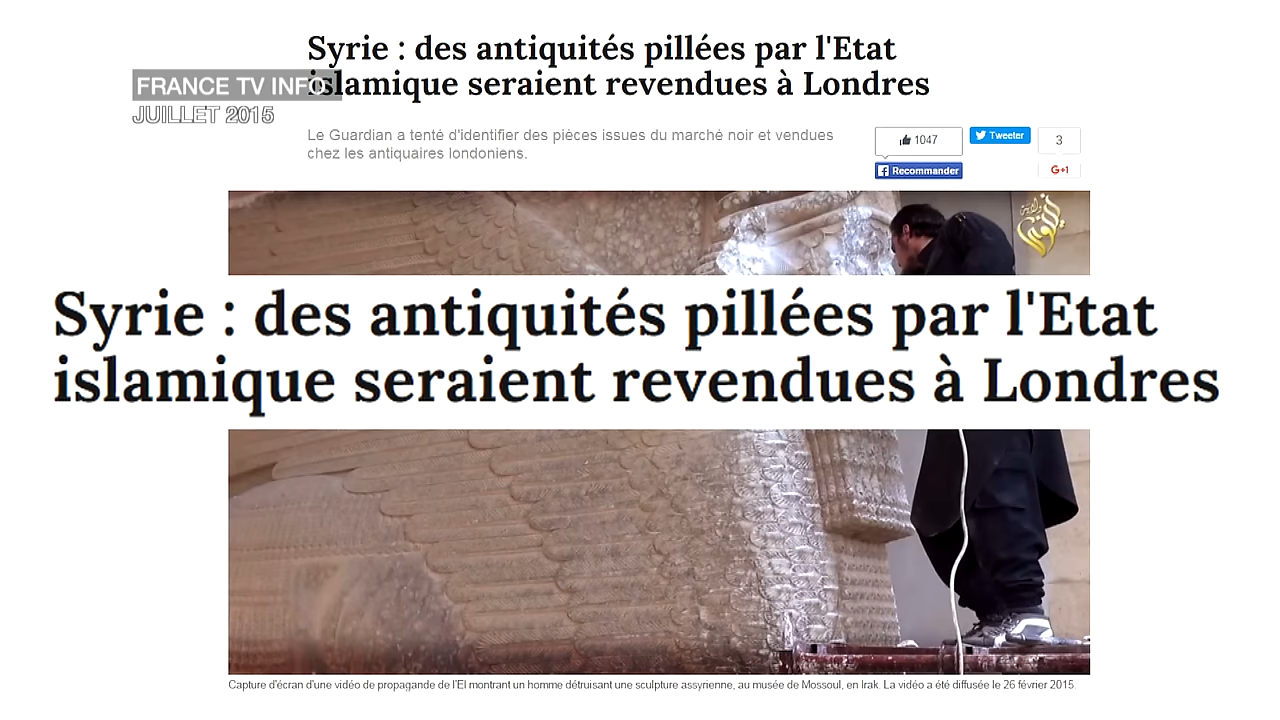 Syrie : des antiquités pillées par l'Etat
islamique seraient revendues à Londres
FRANCE TV INFO
JUILLET 2015
Le Guardian a tenté d'identifier des pièces issues du marché noir et vendues
chez les antiquaires londoniens.
1047
Tweeter
3
Recommander
G+1
Syrie : des antiquités pillées par l'Etat
islamique seraient revendues à Londres
Capture d'écran d'une vidéo de propagande de l'EI montrant un homme détruisant une sculpture assyrienne, au musée de Mossoul, en Irak. La vidéo a été diffusée le 26 février 2015.